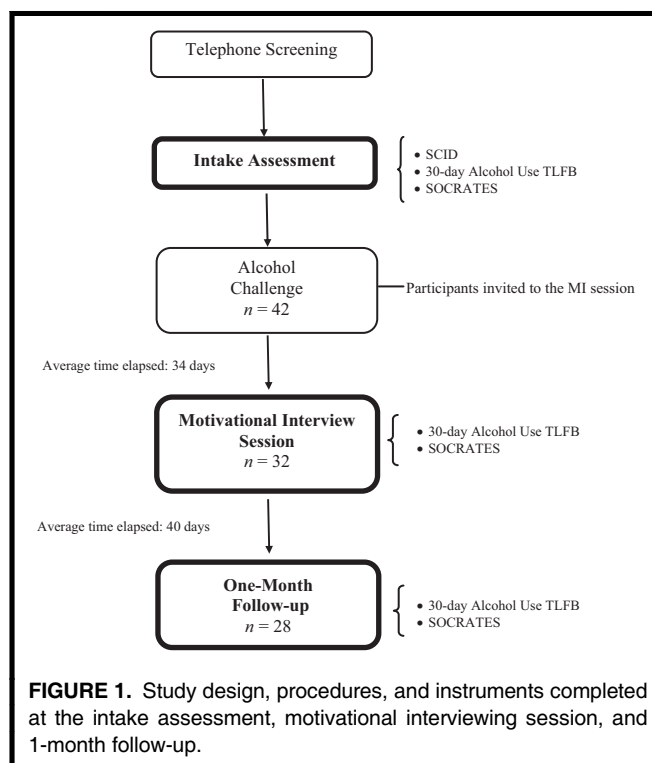 Telephone Screening
Intake Assessment
• SCID
• 30-day Alcohol Use TLFB
• SOCRATES
Alcohol
Challenge
n = 42
Participants invited to the MI session
Average time elapsed: 34 days
Motivational Interview
Session
n = 32
• 30-day Alcohol Use TLFB
• SOCRATES
Average time elapsed: 40 days
One-Month
Follow-up
n = 28
• 30-day Alcohol Use TLFB
• SOCRATES
FIGURE 1. Study design, procedures, and instruments completed
at the intake assessment, motivational interviewing session, and
1-month follow-up.